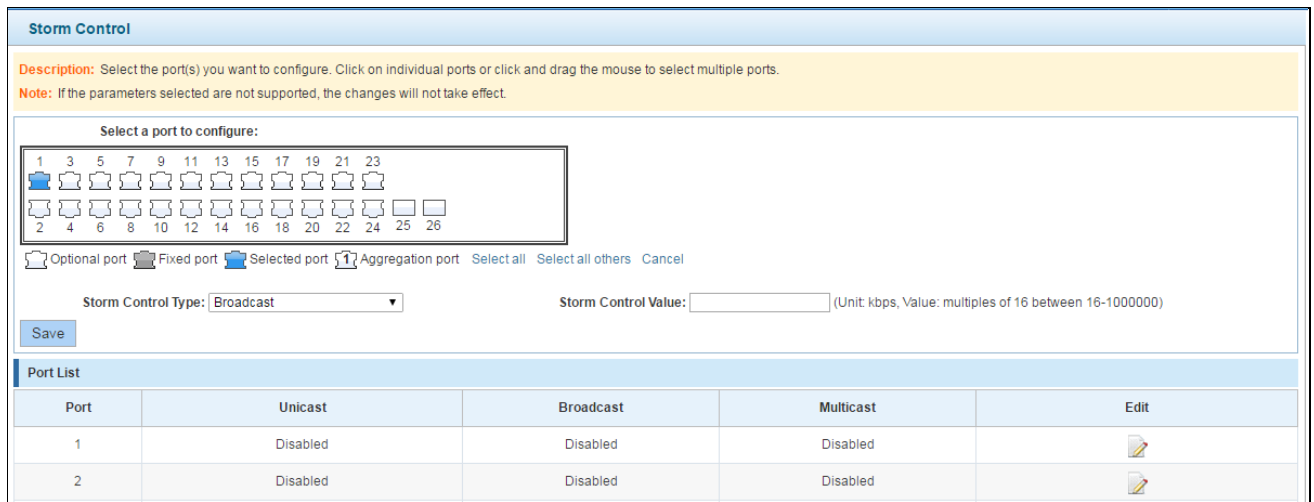 Storm Control
Description: Select the port(s) you want to configure. Click on individual ports or click and drag the mouse to select multiple ports.
Note: If the parameters selected are not supported, the changes will not take effect.
Select a port to configure:
1 3 5 7 9 11 13 15 17 19 21 23
2 4 6 8 10 12 14 16 18 20 22 24 25 26
Optional port Fixed port Selected port 1 Aggregation port Select all Select all others Cancel
Storm Control Type: Broadcast Storm Control Value: (Unit: kbps, Value: multiples of 16 between 16-1000000)
Save
Port List
Port Unicast Broadcast Multicast Edit
1 Disabled Disabled Disabled
2 Disabled Disabled Disabled